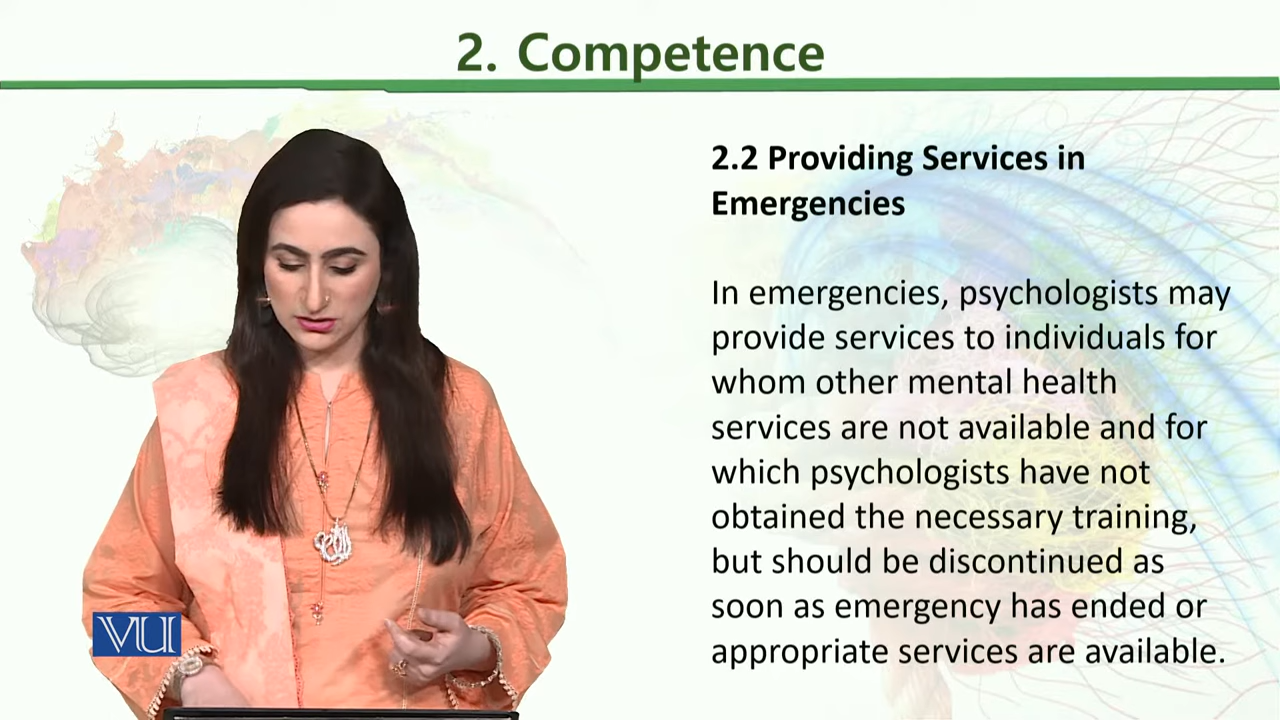 2. Competence
2.2 Providing Services in
Emergencies
In emergencies, psychologists may
provide services to individuals for
whom other mental health
services are not available and for
which psychologists have not
obtained the necessary training,
but should be discontinued as
soon as emergency has ended or
appropriate services are available.
VU
الله